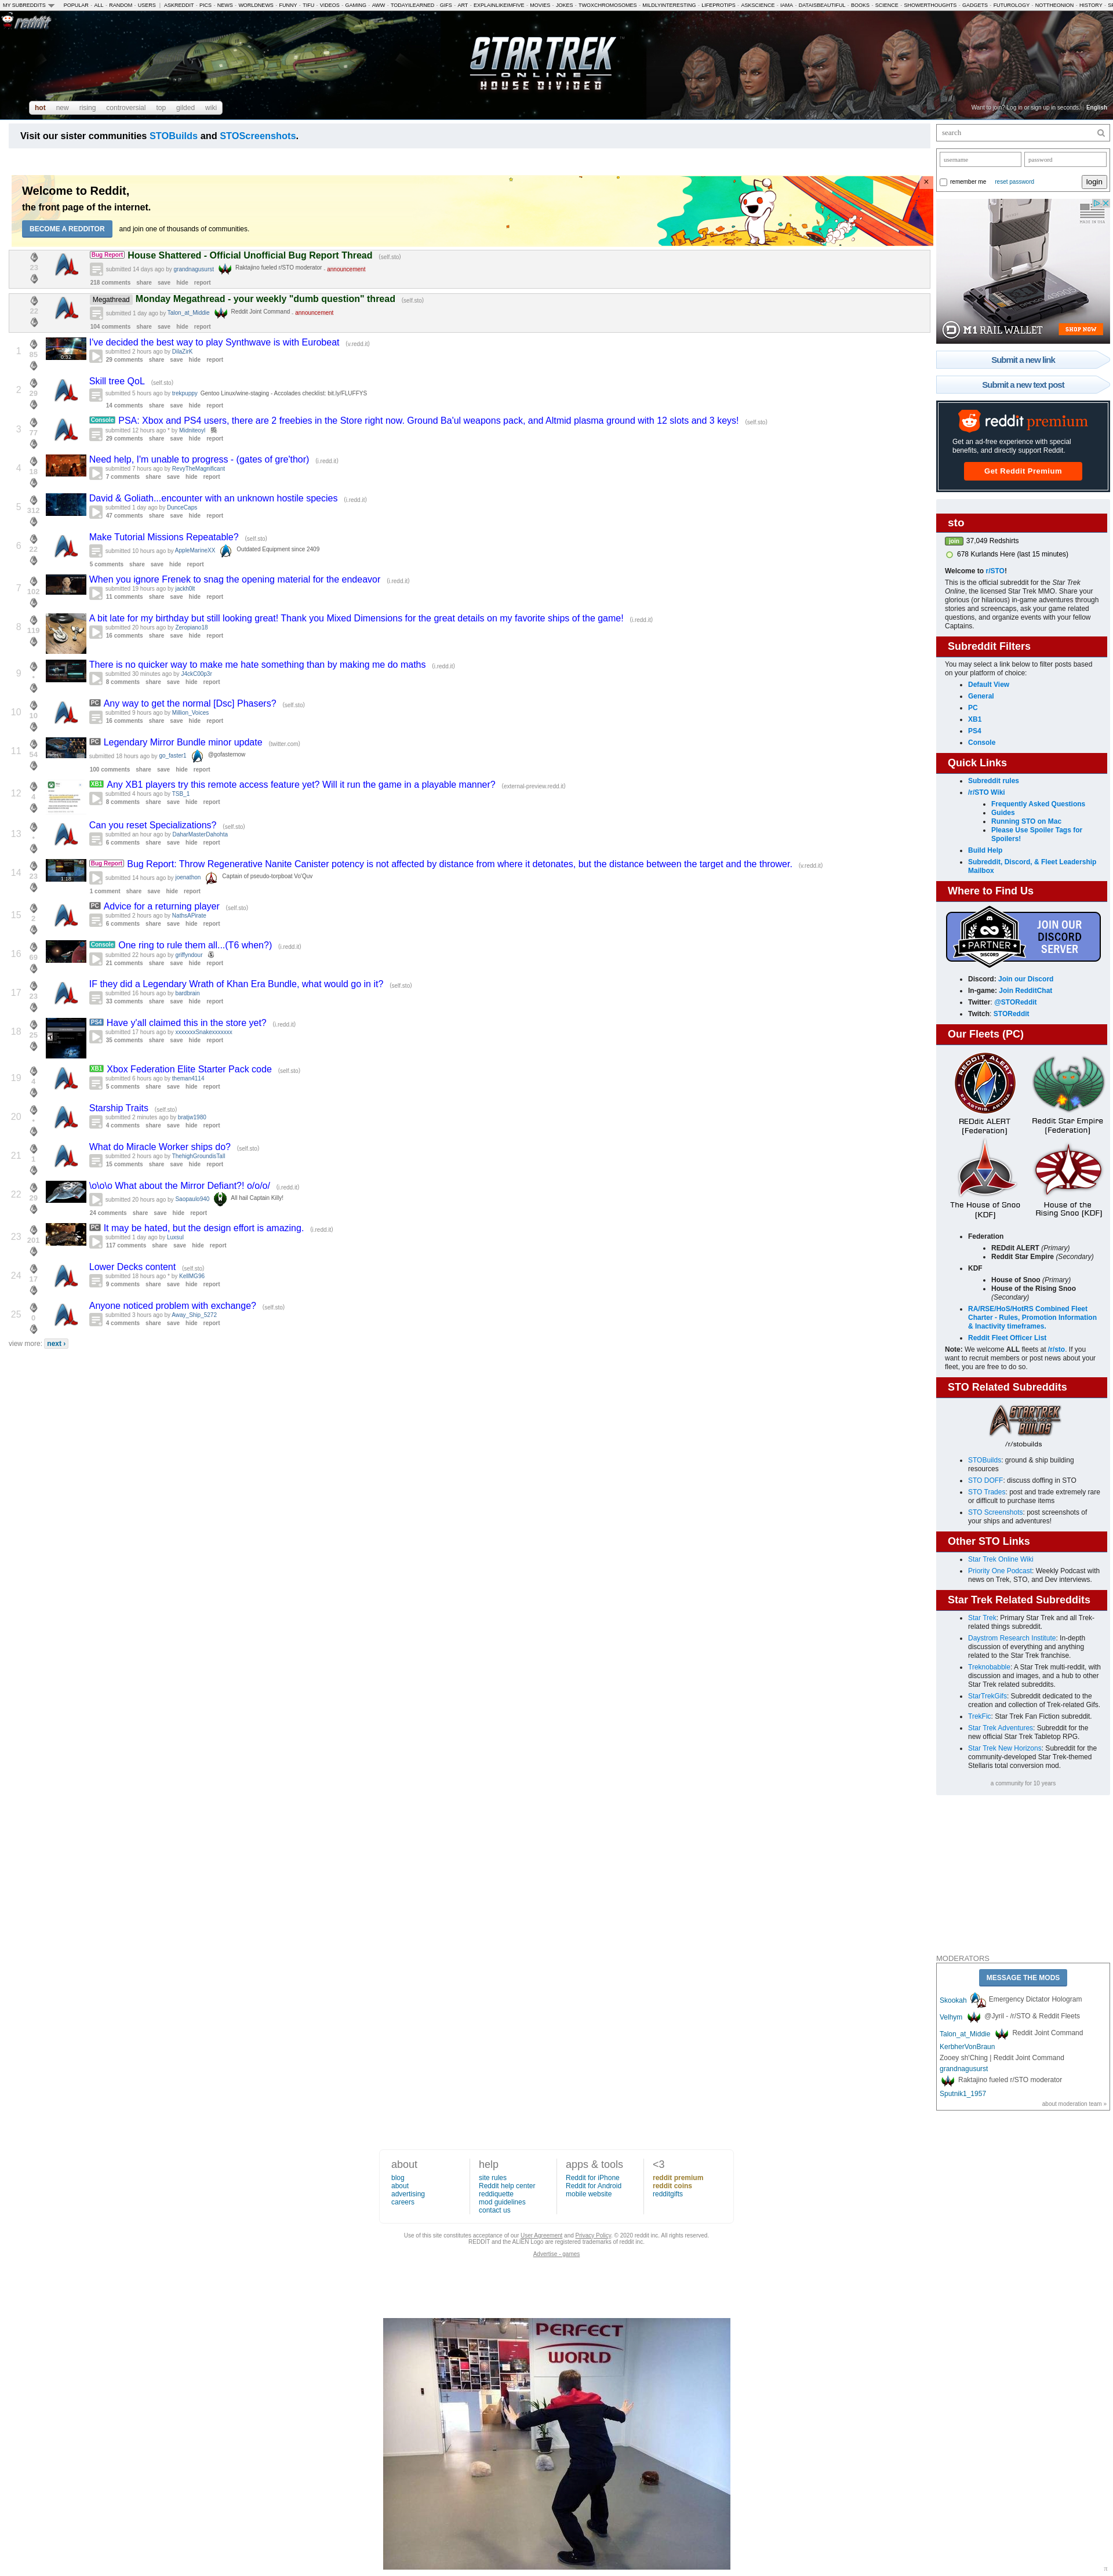 MY SUBREDDITS
POPULAR - ALL - RANDOM - USERS | ASKREDDIT - PICS - NEWS - WORLDNEWS - FUNNY - TIFU - VIDEOS - GAMING - AWW - TODAYILEARNED - GIFS - ART - EXPLAINLIKEIMFIVE - MOVIES - JOKES - TWOXCHROMOSOMES - MILDLYINTERESTING - LIFEPROTIPS - ASKSCIENCE - IAMA - DATAISBEAUTIFUL - BOOKS - SCIENCE - SHOWERTHOUGHTS - GADGETS - FUTUROLOGY - NOTTHEONION - HISTORY
reddit
STAR TREK
ONLINE
HOUSE DIVIDED
hot new rising controversial top gilded wiki
Want to join? Log in or sign up in seconds. English
Visit our sister communities STOBuilds and STOScreenshots.
Welcome to Reddit,
the front page of the internet.
BECOME A REDDITOR and join one of thousands of communities.
23
Bug Report House Shattered - Official Unofficial Bug Report Thread (self.sto)
submitted 14 days ago by grandnagusurst Raktajino fueled r/STO moderator - announcement
218 comments share save hide report
22
Megathread Monday Megathread - your weekly "dumb question" thread (self.sto)
submitted 1 day ago by Talon_at_Middie Reddit Joint Command , announcement
104 comments share save hide report
1 85
0:32
I've decided the best way to play Synthwave is with Eurobeat (v.redd.it)
submitted 2 hours ago by DilaZirK
29 comments share save hide report
2 29
Skill tree QoL (self.sto)
submitted 5 hours ago by trekpuppy Gentoo Linux/wine-staging - Accolades checklist: bit.ly/FLUFFYS
14 comments share save hide report
3 77
Console PSA: Xbox and PS4 users, there are 2 freebies in the Store right now. Ground Ba'ul weapons pack, and Altmid plasma ground with 12 slots and 3 keys! (self.sto)
submitted 12 hours ago * by Midniteoyl
29 comments share save hide report
4 18
Need help, I'm unable to progress - (gates of gre'thor) (i.redd.it)
submitted 7 hours ago by RevyTheMagnificant
7 comments share save hide report
5 312
David & Goliath...encounter with an unknown hostile species (i.redd.it)
submitted 1 day ago by DunceCaps
47 comments share save hide report
6 22
Make Tutorial Missions Repeatable? (self.sto)
submitted 10 hours ago by AppleMarineXX Outdated Equipment since 2409
5 comments share save hide report
7 102
When you ignore Frenek to snag the opening material for the endeavor (i.redd.it)
submitted 19 hours ago by jackh0lt
11 comments share save hide report
8 119
A bit late for my birthday but still looking great! Thank you Mixed Dimensions for the great details on my favorite ships of the game! (i.redd.it)
submitted 20 hours ago by Zeropiano18
16 comments share save hide report
9 •
There is no quicker way to make me hate something than by making me do maths (i.redd.it)
submitted 30 minutes ago by J4ckC00p3r
8 comments share save hide report
10 10
PC Any way to get the normal [Dsc] Phasers? (self.sto)
submitted 9 hours ago by Million_Voices
16 comments share save hide report
11 54
PC Legendary Mirror Bundle minor update (twitter.com)
submitted 18 hours ago by go_faster1 @gofasternow
100 comments share save hide report
12 4
XB1 Any XB1 players try this remote access feature yet? Will it run the game in a playable manner? (external-preview.redd.it)
submitted 4 hours ago by TSB_1
8 comments share save hide report
13 •
Can you reset Specializations? (self.sto)
submitted an hour ago by DaharMasterDahohta
6 comments share save hide report
14 23
1:18
Bug Report Bug Report: Throw Regenerative Nanite Canister potency is not affected by distance from where it detonates, but the distance between the target and the thrower. (v.redd.it)
submitted 14 hours ago by joenathon Captain of pseudo-torpboat Vo'Quv
1 comment share save hide report
15 2
PC Advice for a returning player (self.sto)
submitted 2 hours ago by NathsAPirate
6 comments share save hide report
16 69
Console One ring to rule them all...(T6 when?) (i.redd.it)
submitted 22 hours ago by griffyndour
21 comments share save hide report
17 23
IF they did a Legendary Wrath of Khan Era Bundle, what would go in it? (self.sto)
submitted 16 hours ago by bardbrain
33 comments share save hide report
18 25
PS4 Have y'all claimed this in the store yet? (i.redd.it)
submitted 17 hours ago by xxxxxxxSnakexxxxxxx
35 comments share save hide report
19 4
XB1 Xbox Federation Elite Starter Pack code (self.sto)
submitted 6 hours ago by theman4114
5 comments share save hide report
20 •
Starship Traits (self.sto)
submitted 2 minutes ago by bratjw1980
4 comments share save hide report
21 1
What do Miracle Worker ships do? (self.sto)
submitted 2 hours ago by ThehighGroundisTall
15 comments share save hide report
22 29
\o\o\o What about the Mirror Defiant?! o/o/o/ (i.redd.it)
submitted 20 hours ago by Saopaulo940 All hail Captain Killy!
24 comments share save hide report
23 201
PC It may be hated, but the design effort is amazing. (i.redd.it)
submitted 1 day ago by Luxsul
117 comments share save hide report
24 17
Lower Decks content (self.sto)
submitted 18 hours ago * by KellMG96
9 comments share save hide report
25 0
Anyone noticed problem with exchange? (self.sto)
submitted 3 hours ago by Away_Ship_5272
4 comments share save hide report
view more: next ›
search
username password
remember me reset password login
M1 RAIL WALLET SHOP NOW
Submit a new link
Submit a new text post
reddit premium
Get an ad-free experience with special
benefits, and directly support Reddit.
Get Reddit Premium
sto
join 37,049 Redshirts
678 Kurlands Here (last 15 minutes)
Welcome to r/STO!
This is the official subreddit for the Star Trek
Online, the licensed Star Trek MMO. Share your
glorious (or hilarious) in-game adventures through
stories and screencaps, ask your game related
questions, and organize events with your fellow
Captains.
Subreddit Filters
You may select a link below to filter posts based
on your platform of choice:
Default View
General
PC
XB1
PS4
Console
Quick Links
Subreddit rules
/r/STO Wiki
Frequently Asked Questions
Guides
Running STO on Mac
Please Use Spoiler Tags for
Spoilers!
Build Help
Subreddit, Discord, & Fleet Leadership
Mailbox
Where to Find Us
PARTNER
JOIN OUR
DISCORD
SERVER
Discord: Join our Discord
In-game: Join RedditChat
Twitter: @STOReddit
Twitch: STOReddit
Our Fleets (PC)
REDDIT ALERT
REDdit ALERT
[Federation]
Reddit Star Empire
[Federation]
The House of Snoo
[KDF]
House of the
Rising Snoo [KDF]
Federation
REDdit ALERT (Primary)
Reddit Star Empire (Secondary)
KDF
House of Snoo (Primary)
House of the Rising Snoo
(Secondary)
RA/RSE/HoS/HotRS Combined Fleet
Charter - Rules, Promotion Information
& Inactivity timeframes.
Reddit Fleet Officer List
Note: We welcome ALL fleets at /r/sto. If you
want to recruit members or post news about your
fleet, you are free to do so.
STO Related Subreddits
STAR TREK
BUILDS
/r/stobuilds
STOBuilds: ground & ship building
resources
STO DOFF: discuss doffing in STO
STO Trades: post and trade extremely rare
or difficult to purchase items
STO Screenshots: post screenshots of
your ships and adventures!
Other STO Links
Star Trek Online Wiki
Priority One Podcast: Weekly Podcast with
news on Trek, STO, and Dev interviews.
Star Trek Related Subreddits
Star Trek: Primary Star Trek and all Trek-
related things subreddit.
Daystrom Research Institute: In-depth
discussion of everything and anything
related to the Star Trek franchise.
Treknobabble: A Star Trek multi-reddit, with
discussion and images, and a hub to other
Star Trek related subreddits.
StarTrekGifs: Subreddit dedicated to the
creation and collection of Trek-related Gifs.
TrekFic: Star Trek Fan Fiction subreddit.
Star Trek Adventures: Subreddit for the
new official Star Trek Tabletop RPG.
Star Trek New Horizons: Subreddit for the
community-developed Star Trek-themed
Stellaris total conversion mod.
a community for 10 years
MODERATORS
MESSAGE THE MODS
Skookah Emergency Dictator Hologram
Velhym @Jyril - /r/STO & Reddit Fleets
Talon_at_Middie Reddit Joint Command
KerbherVonBraun
Zooey sh'Ching | Reddit Joint Command
grandnagusurst
Raktajino fueled r/STO moderator
Sputnik1_1957
about moderation team »
about
blog
about
advertising
careers
help
site rules
Reddit help center
reddiquette
mod guidelines
contact us
apps & tools
Reddit for iPhone
Reddit for Android
mobile website
<3
reddit premium
reddit coins
redditgifts
Use of this site constitutes acceptance of our User Agreement and Privacy Policy. © 2020 reddit inc. All rights reserved.
REDDIT and the ALIEN Logo are registered trademarks of reddit inc.
Advertise - games
PERFECT
WORLD
π